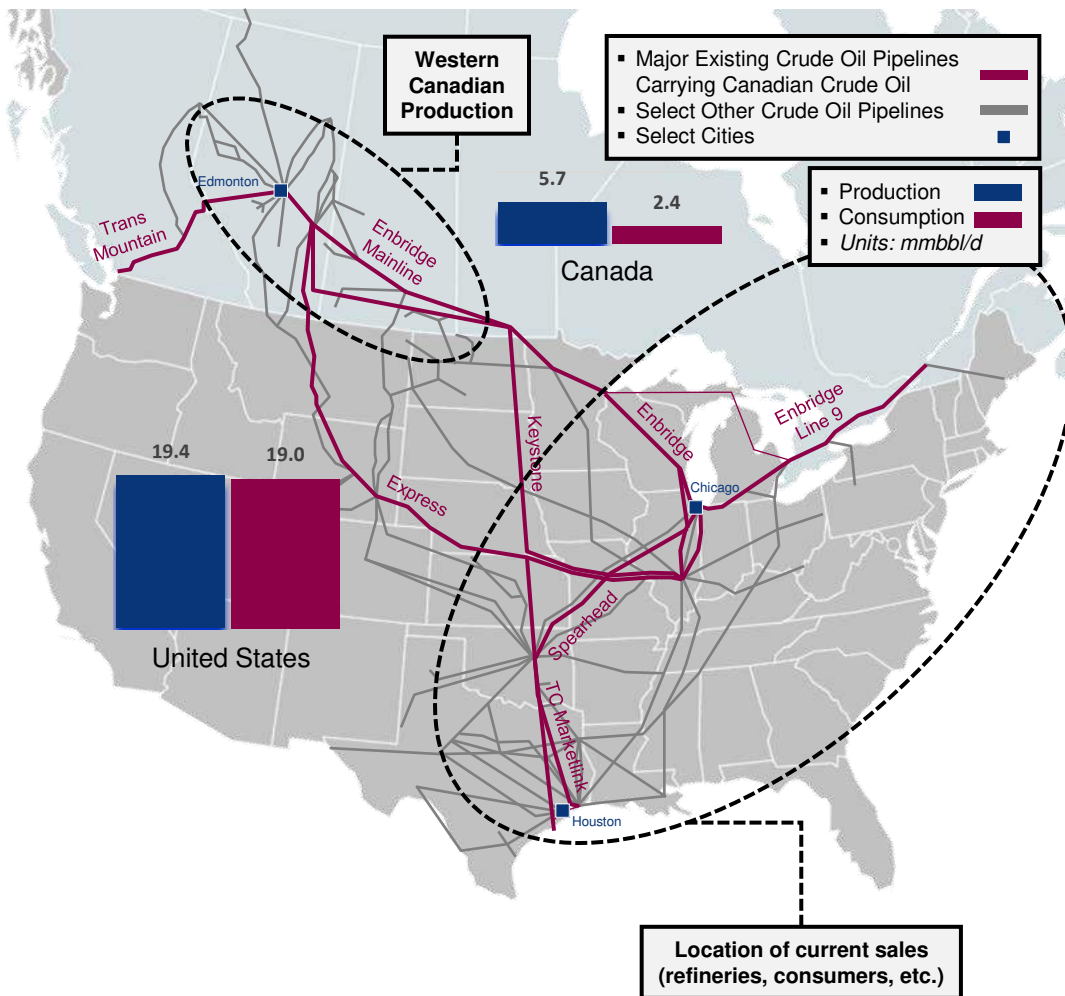 Western
Canadian
Production
▪ Major Existing Crude Oil Pipelines
Carrying Canadian Crude Oil
▪ Select Other Crude Oil Pipelines
▪ Select Cities
▪ Production
▪ Consumption
▪ Units: mmbbl/d
Edmonton
Trans
Mountain
Enbridge
Mainline
5.7
2.4
Canada
19.4
19.0
United States
Express
Keystone
Enbridge
Enbridge
Line 9
Chicago
Spearhead
TC Marketlink
Houston
Location of current sales
(refineries, consumers, etc.)